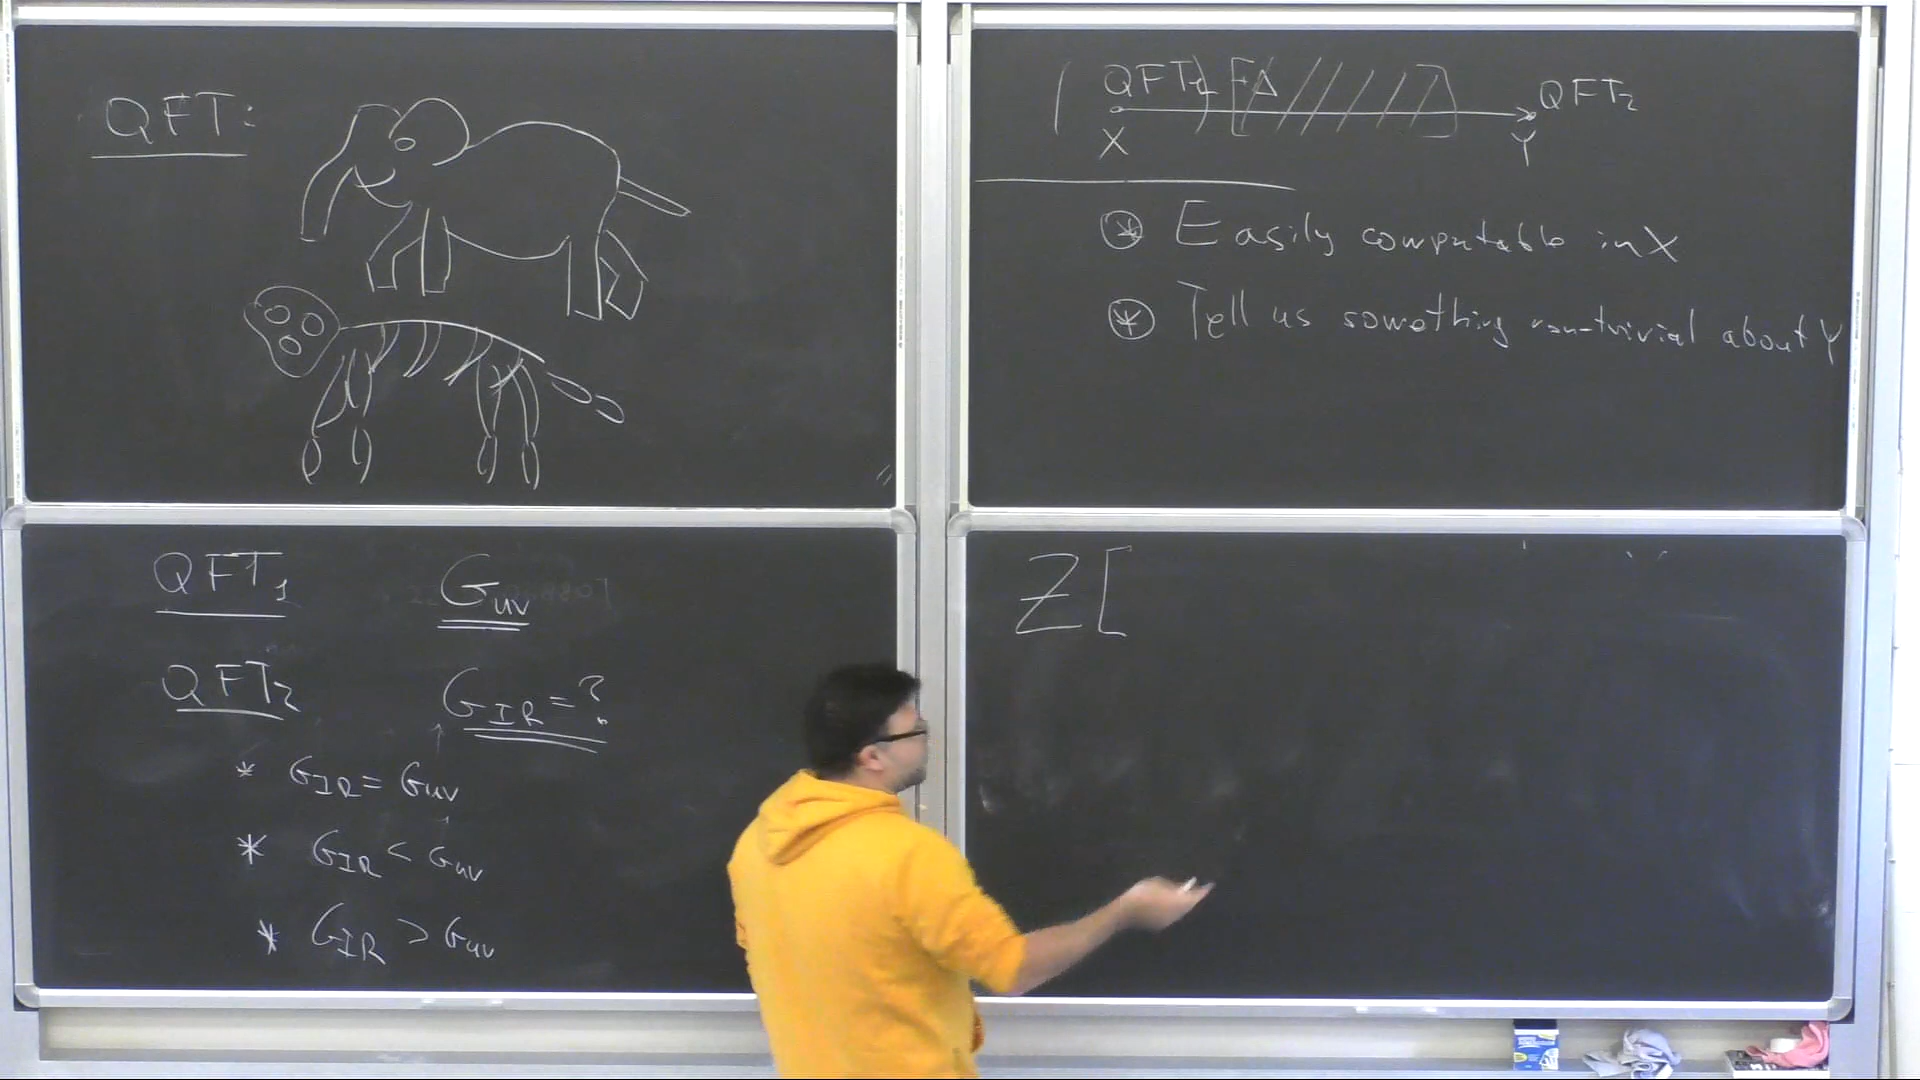 QFT:
QFT₁ G_UV
QFT₂ G_IR = ?
* G_IR = G_UV
* G_IR < G_UV
* G_IR > G_UV
QFT₁ QFT₂
X Y
⊛ Easily computable in X
⊛ Tell us something non-trivial about Y
Z[